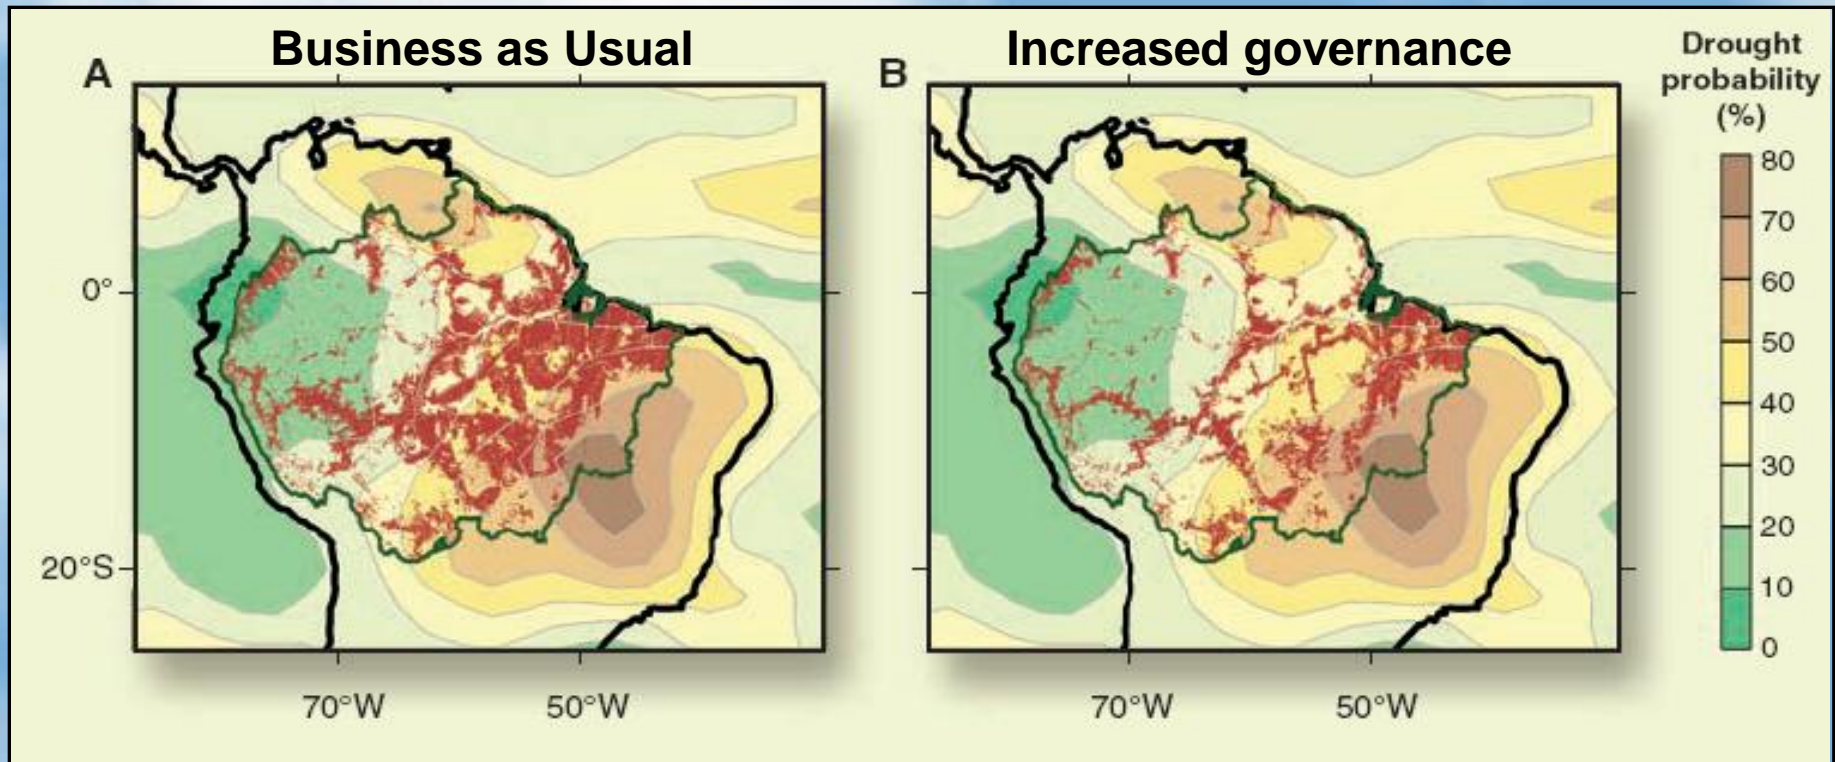 Business as Usual
Increased governance
A
B
Drought
probability
(%)
80
70
60
50
40
30
20
10
0
0°
20°S
70°W
50°W
70°W
50°W